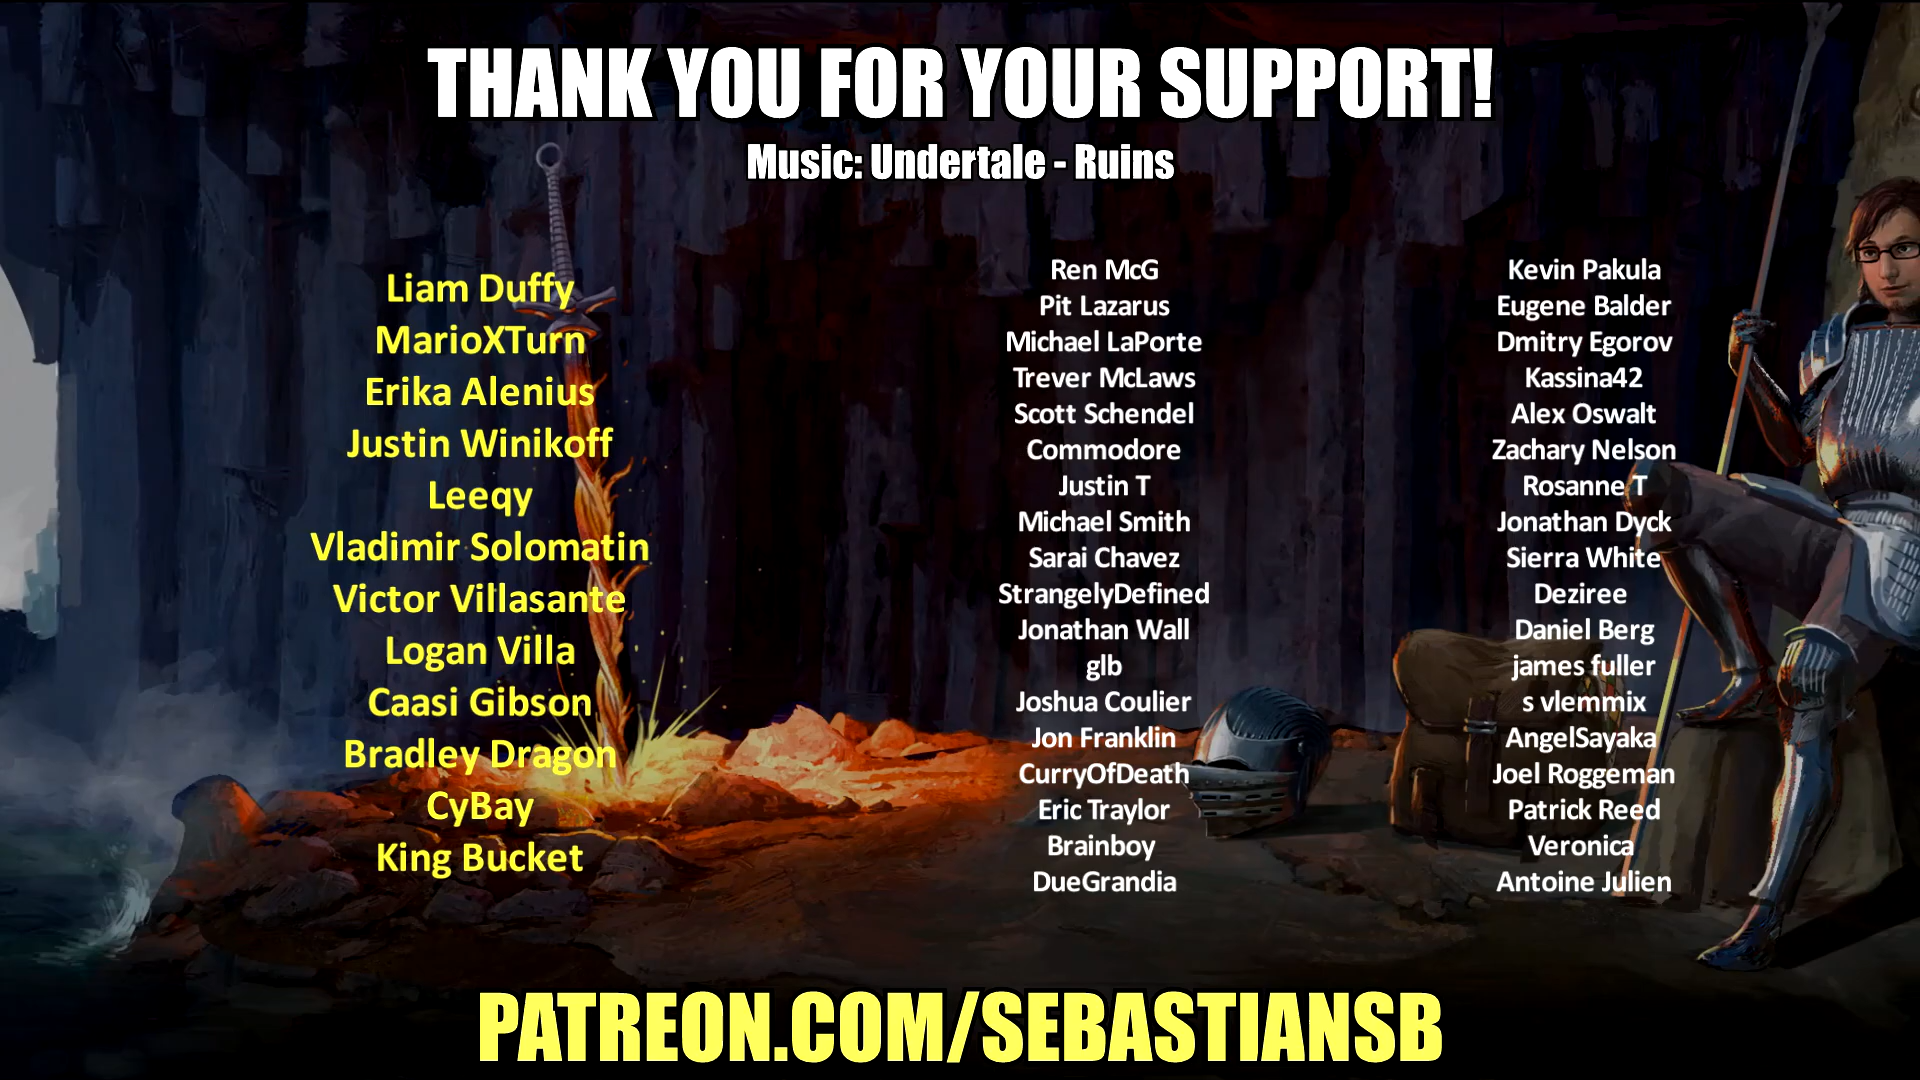 THANK YOU FOR YOUR SUPPORT!
Music: Undertale - Ruins
Liam Duffy
MarioXTurn
Erika Alenius
Justin Winikoff
Leeqy
Vladimir Solomatin
Victor Villasante
Logan Villa
Caasi Gibson
Bradley Dragon
CyBay
King Bucket
Ren McG
Pit Lazarus
Michael LaPorte
Trever McLaws
Scott Schendel
Commodore
Justin T
Michael Smith
Sarai Chavez
StrangelyDefined
Jonathan Wall
glb
Joshua Coulier
Jon Franklin
CurryOfDeath
Eric Traylor
Brainboy
DueGrandia
Kevin Pakula
Eugene Balder
Dmitry Egorov
Kassina42
Alex Oswalt
Zachary Nelson
Rosanne T
Jonathan Dyck
Sierra White
Deziree
Daniel Berg
james fuller
s vlemmix
AngelSayaka
Joel Roggeman
Patrick Reed
Veronica
Antoine Julien
PATREON.COM/SEBASTIANSB